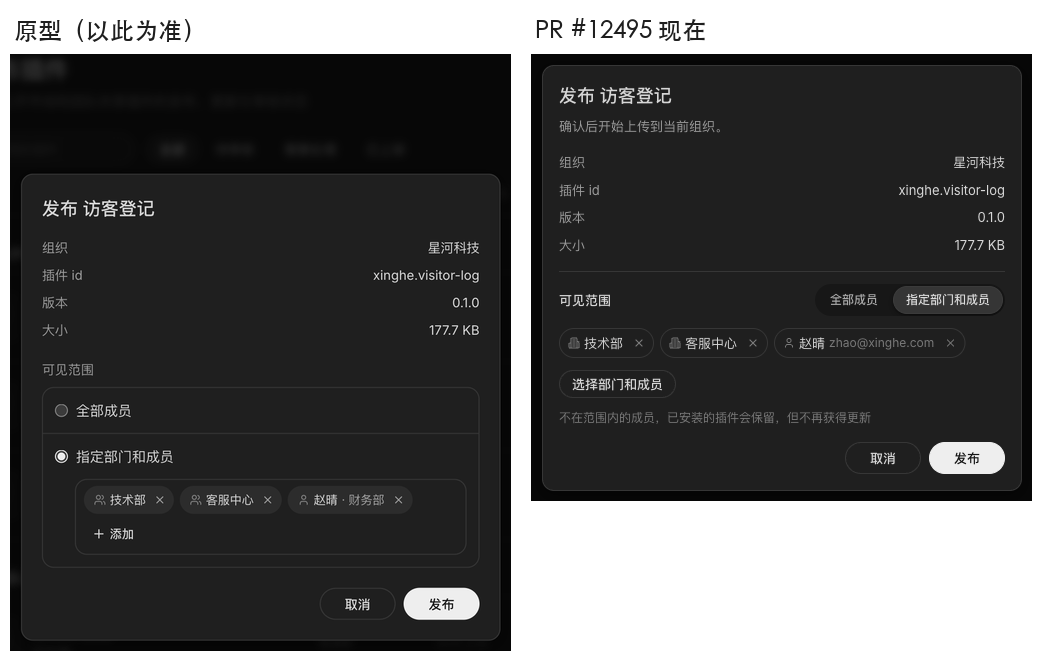 原型（以此为准）
发布 访客登记
组织 星河科技
插件 id xinghe.visitor-log
版本 0.1.0
大小 177.7 KB
可见范围
全部成员
指定部门和成员
技术部 × 客服中心 × 赵晴 · 财务部 ×
+ 添加
取消 发布
PR #12495 现在
发布 访客登记
确认后开始上传到当前组织。
组织 星河科技
插件 id xinghe.visitor-log
版本 0.1.0
大小 177.7 KB
可见范围 全部成员 指定部门和成员
技术部 × 客服中心 × 赵晴 zhao@xinghe.com ×
选择部门和成员
不在范围内的成员，已安装的插件会保留，但不再获得更新
取消 发布